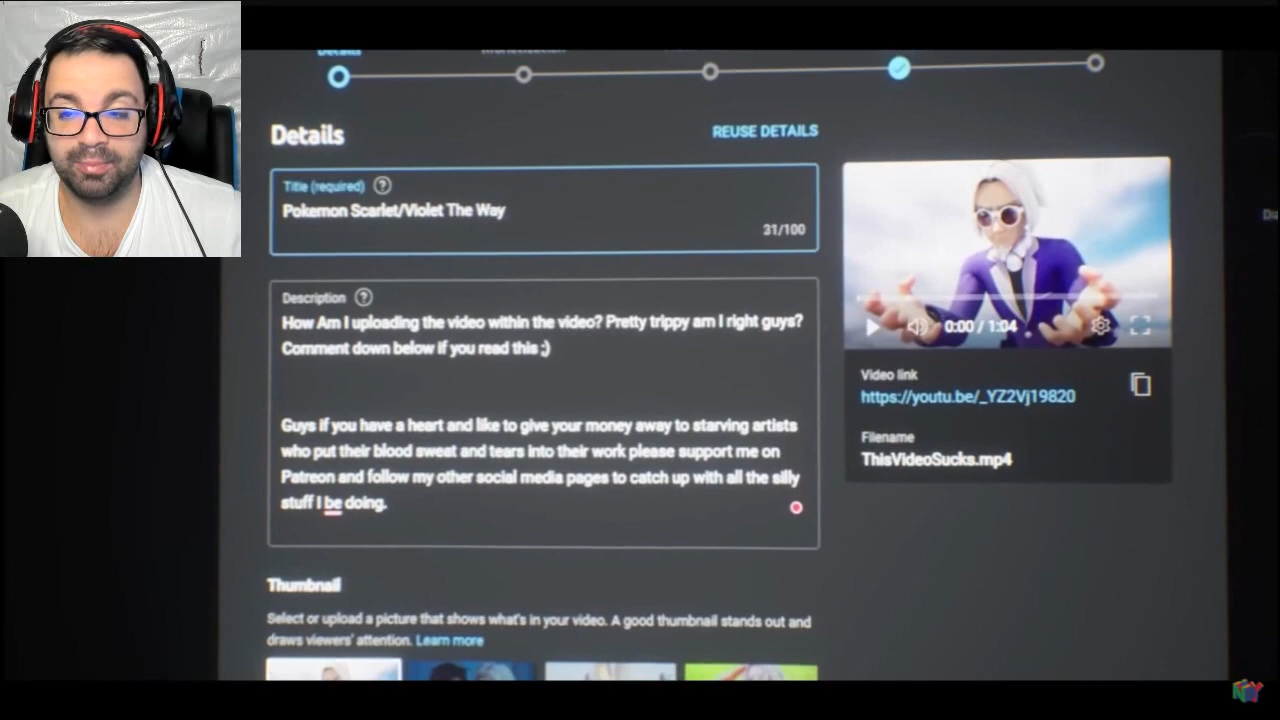 Details
Details
REUSE DETAILS
Title (required)
Pokemon Scarlet/Violet The Way
31/100
Description
How Am I uploading the video within the video? Pretty trippy am I right guys?
Comment down below if you read this ;)
Guys if you have a heart and like to give your money away to starving artists
who put their blood sweat and tears into their work please support me on
Patreon and follow my other social media pages to catch up with all the silly
stuff I be doing.
0:00 / 1:04
Video link
https://youtu.be/_YZ2Vj19820
Filename
ThisVideoSucks.mp4
Thumbnail
Select or upload a picture that shows what's in your video. A good thumbnail stands out and
draws viewers' attention. Learn more